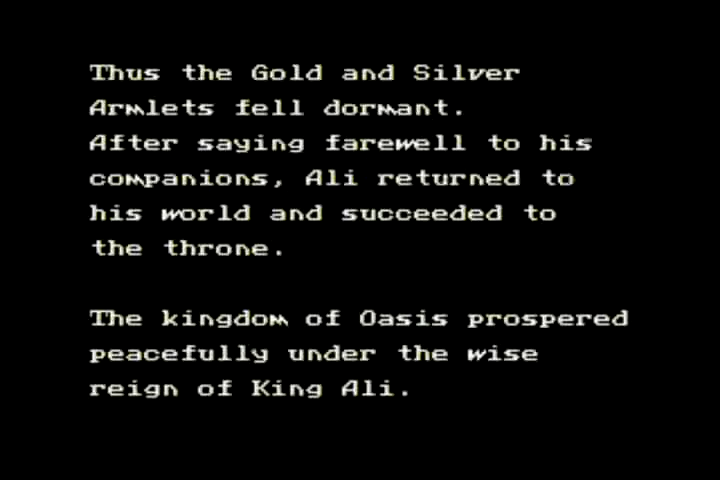 Thus the Gold and Silver
Armlets fell dormant.
After saying farewell to his
companions, Ali returned to
his world and succeeded to
the throne.
The kingdom of Oasis prospered
peacefully under the wise
reign of King Ali.